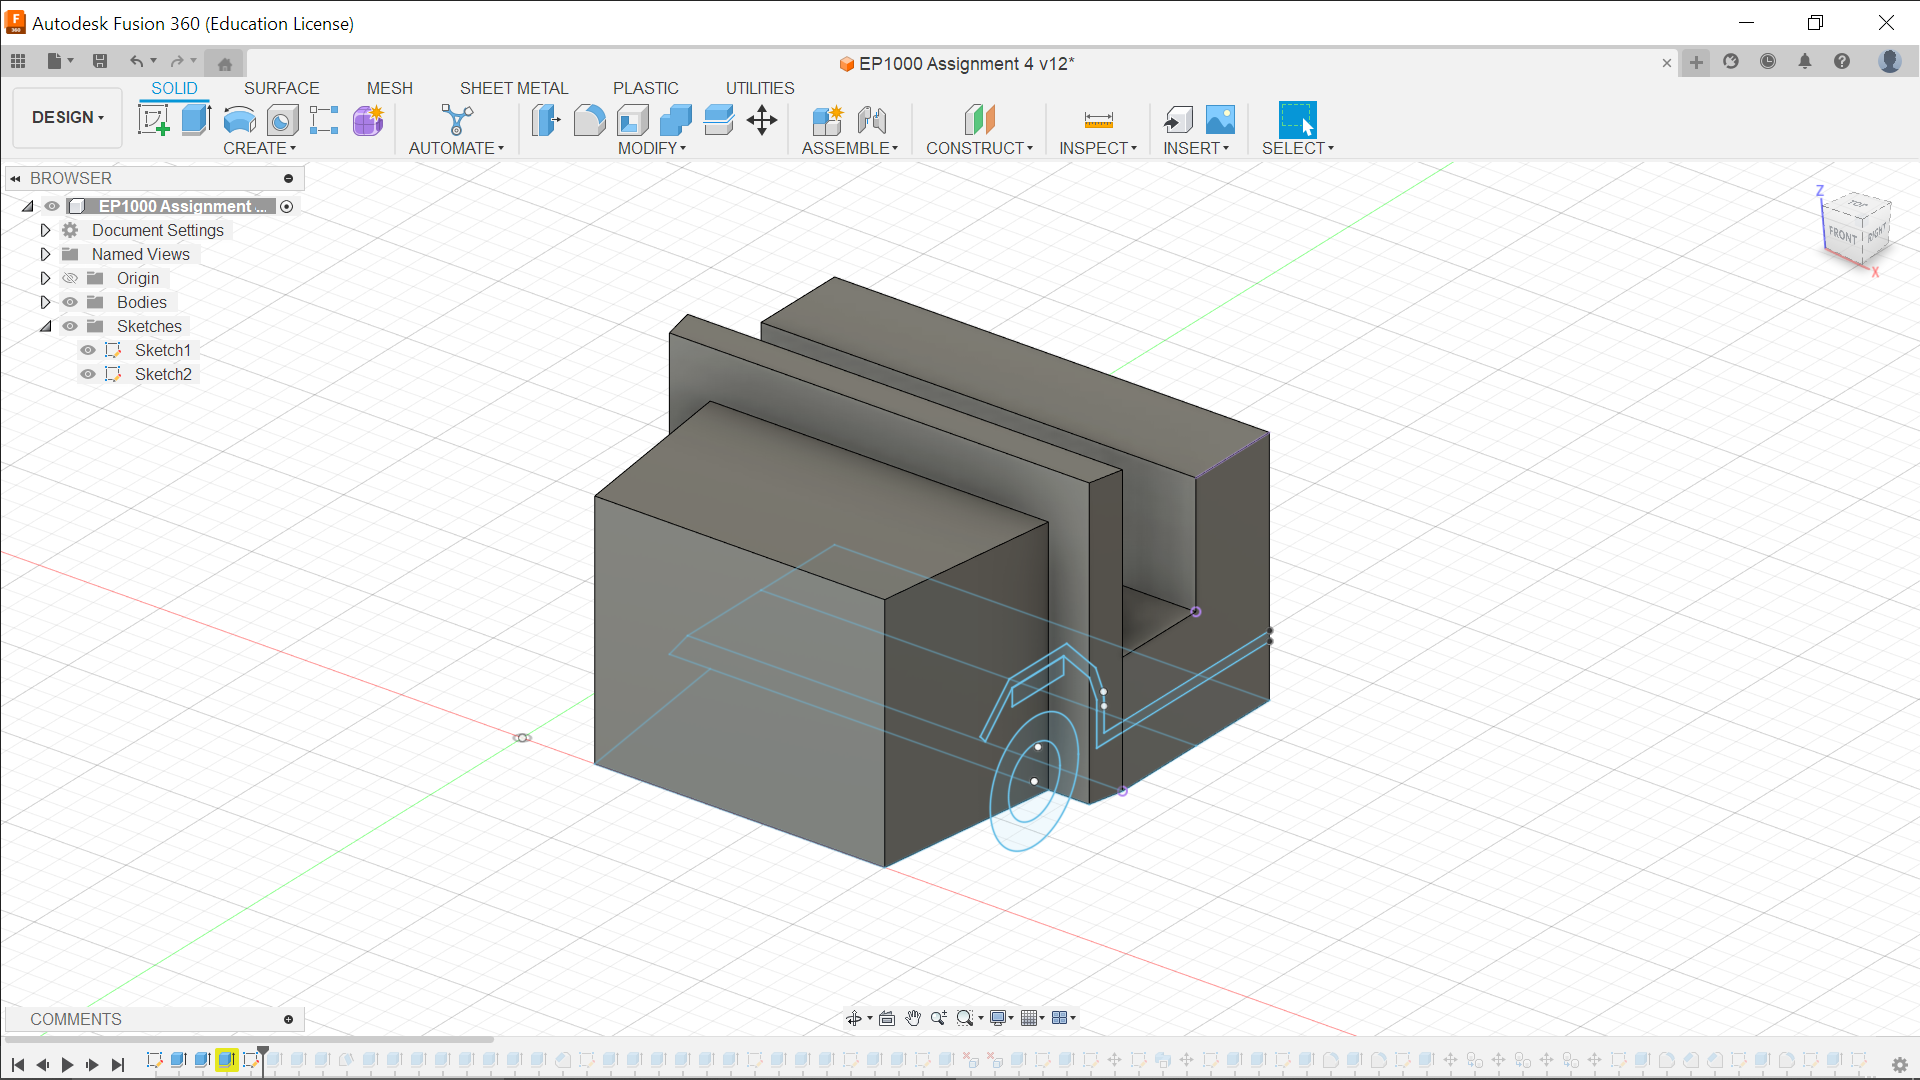 Autodesk Fusion 360 (Education License)
EP1000 Assignment 4 v12*
SOLID SURFACE MESH SHEET METAL PLASTIC UTILITIES
DESIGN
CREATE AUTOMATE MODIFY ASSEMBLE CONSTRUCT INSPECT INSERT SELECT
BROWSER
EP1000 Assignment ...
Document Settings
Named Views
Origin
Bodies
Sketches
Sketch1
Sketch2
Z
TOP
FRONT
RIGHT
X
COMMENTS